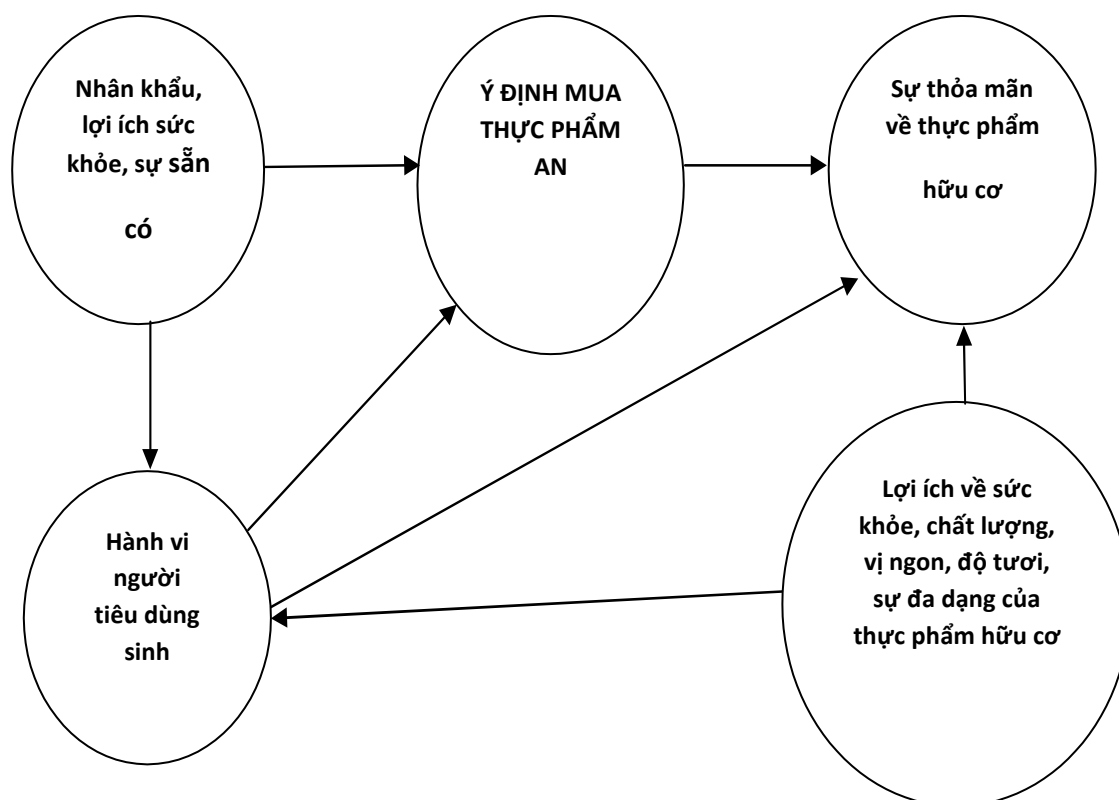 Nhân khẩu,
lợi ích sức
khỏe, sự sẵn
có
Ý ĐỊNH MUA
THỰC PHẨM
AN
Sự thỏa mãn
về thực phẩm
hữu cơ
Hành vi
người
tiêu dùng
sinh
Lợi ích về sức
khỏe, chất lượng,
vị ngon, độ tươi,
sự đa dạng của
thực phẩm hữu cơ